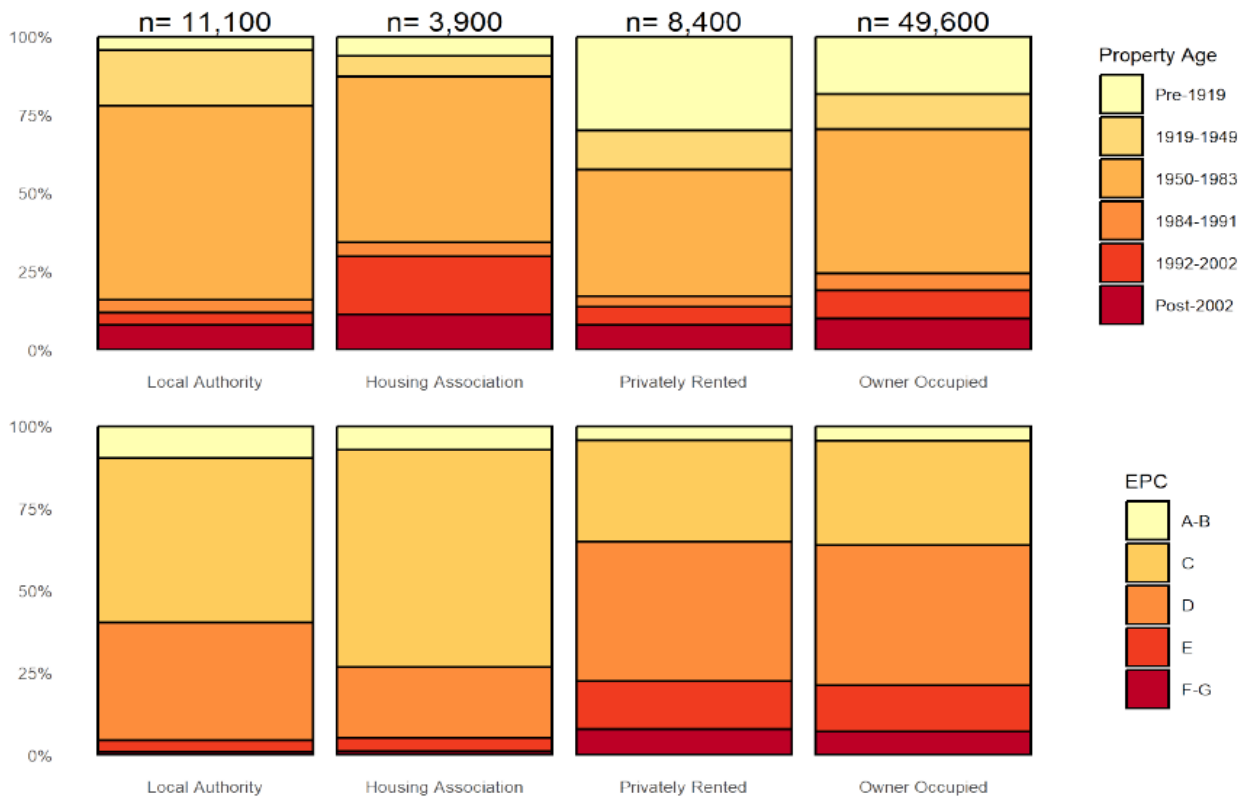 n= 11,100 n= 3,900 n= 8,400 n= 49,600
100%
75%
50%
25%
0%
Local Authority Housing Association Privately Rented Owner Occupied
Property Age
Pre-1919
1919-1949
1950-1983
1984-1991
1992-2002
Post-2002
100%
75%
50%
25%
0%
Local Authority Housing Association Privately Rented Owner Occupied
EPC
A-B
C
D
E
F-G